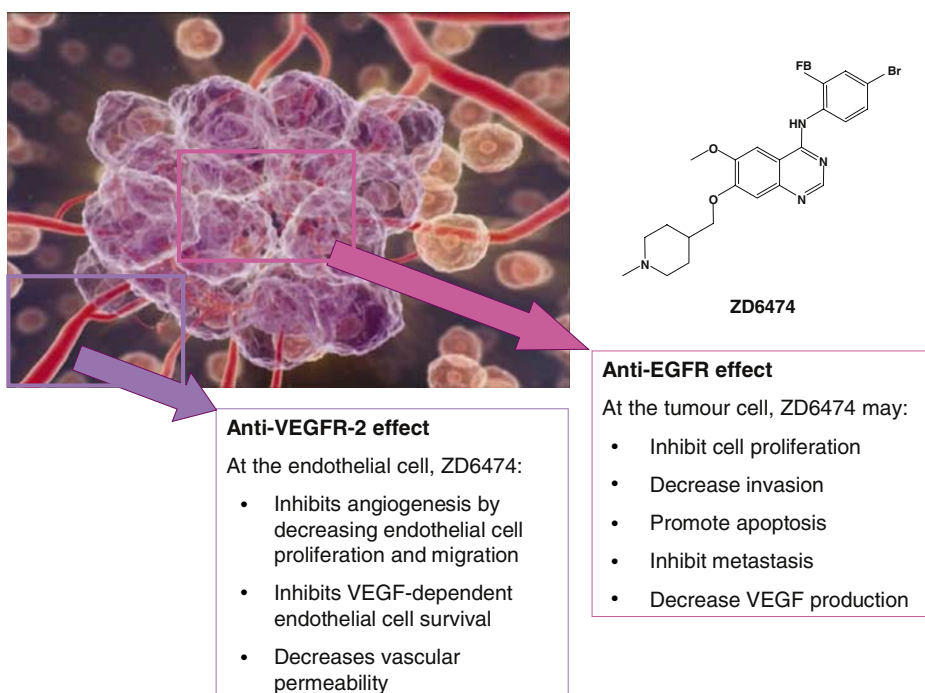 FB
Br
HN
O
N
O
N
N
ZD6474
Anti-EGFR effect
At the tumour cell, ZD6474 may:
• Inhibit cell proliferation
• Decrease invasion
• Promote apoptosis
• Inhibit metastasis
• Decrease VEGF production
Anti-VEGFR-2 effect
At the endothelial cell, ZD6474:
• Inhibits angiogenesis by
decreasing endothelial cell
proliferation and migration
• Inhibits VEGF-dependent
endothelial cell survival
• Decreases vascular
permeability